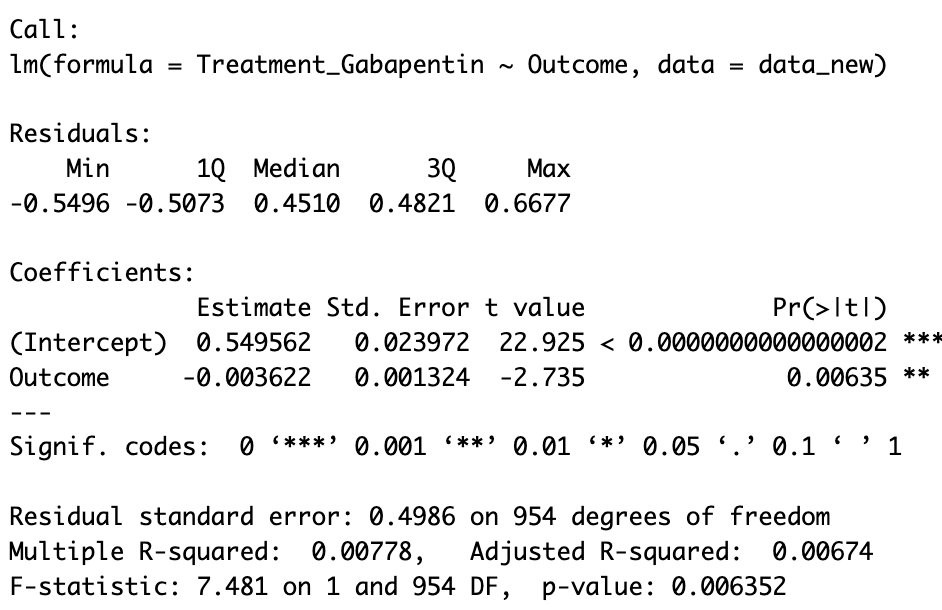 Call:
lm(formula = Treatment_Gabapentin ~ Outcome, data = data_new)
Residuals:
    Min      1Q  Median      3Q     Max
-0.5496 -0.5073  0.4510  0.4821  0.6677
Coefficients:
             Estimate Std. Error t value             Pr(>|t|)
(Intercept)  0.549562   0.023972  22.925 < 0.0000000000000002 ***
Outcome     -0.003622   0.001324  -2.735              0.00635 **
---
Signif. codes:  0 ‘***’ 0.001 ‘**’ 0.01 ‘*’ 0.05 ‘.’ 0.1 ‘ ’ 1
Residual standard error: 0.4986 on 954 degrees of freedom
Multiple R-squared:  0.00778,   Adjusted R-squared:  0.00674
F-statistic: 7.481 on 1 and 954 DF,  p-value: 0.006352